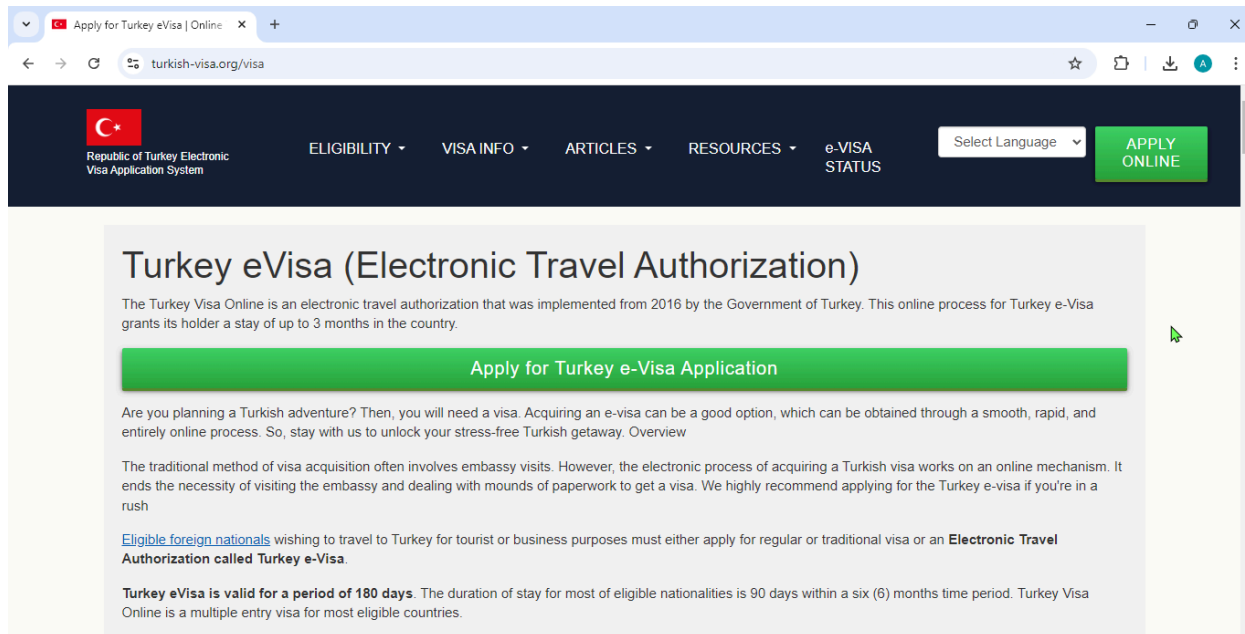 Apply for Turkey eVisa | Online
turkish-visa.org/visa
A
Republic of Turkey Electronic
Visa Application System
ELIGIBILITY
VISA INFO
ARTICLES
RESOURCES
e-VISA
STATUS
Select Language
APPLY
ONLINE
Turkey eVisa (Electronic Travel Authorization)
The Turkey Visa Online is an electronic travel authorization that was implemented from 2016 by the Government of Turkey. This online process for Turkey e-Visa
grants its holder a stay of up to 3 months in the country.
Apply for Turkey e-Visa Application
Are you planning a Turkish adventure? Then, you will need a visa. Acquiring an e-visa can be a good option, which can be obtained through a smooth, rapid, and
entirely online process. So, stay with us to unlock your stress-free Turkish getaway. Overview
The traditional method of visa acquisition often involves embassy visits. However, the electronic process of acquiring a Turkish visa works on an online mechanism. It
ends the necessity of visiting the embassy and dealing with mounds of paperwork to get a visa. We highly recommend applying for the Turkey e-visa if you're in a
rush
Eligible foreign nationals wishing to travel to Turkey for tourist or business purposes must either apply for regular or traditional visa or an Electronic Travel
Authorization called Turkey e-Visa.
Turkey eVisa is valid for a period of 180 days. The duration of stay for most of eligible nationalities is 90 days within a six (6) months time period. Turkey Visa
Online is a multiple entry visa for most eligible countries.